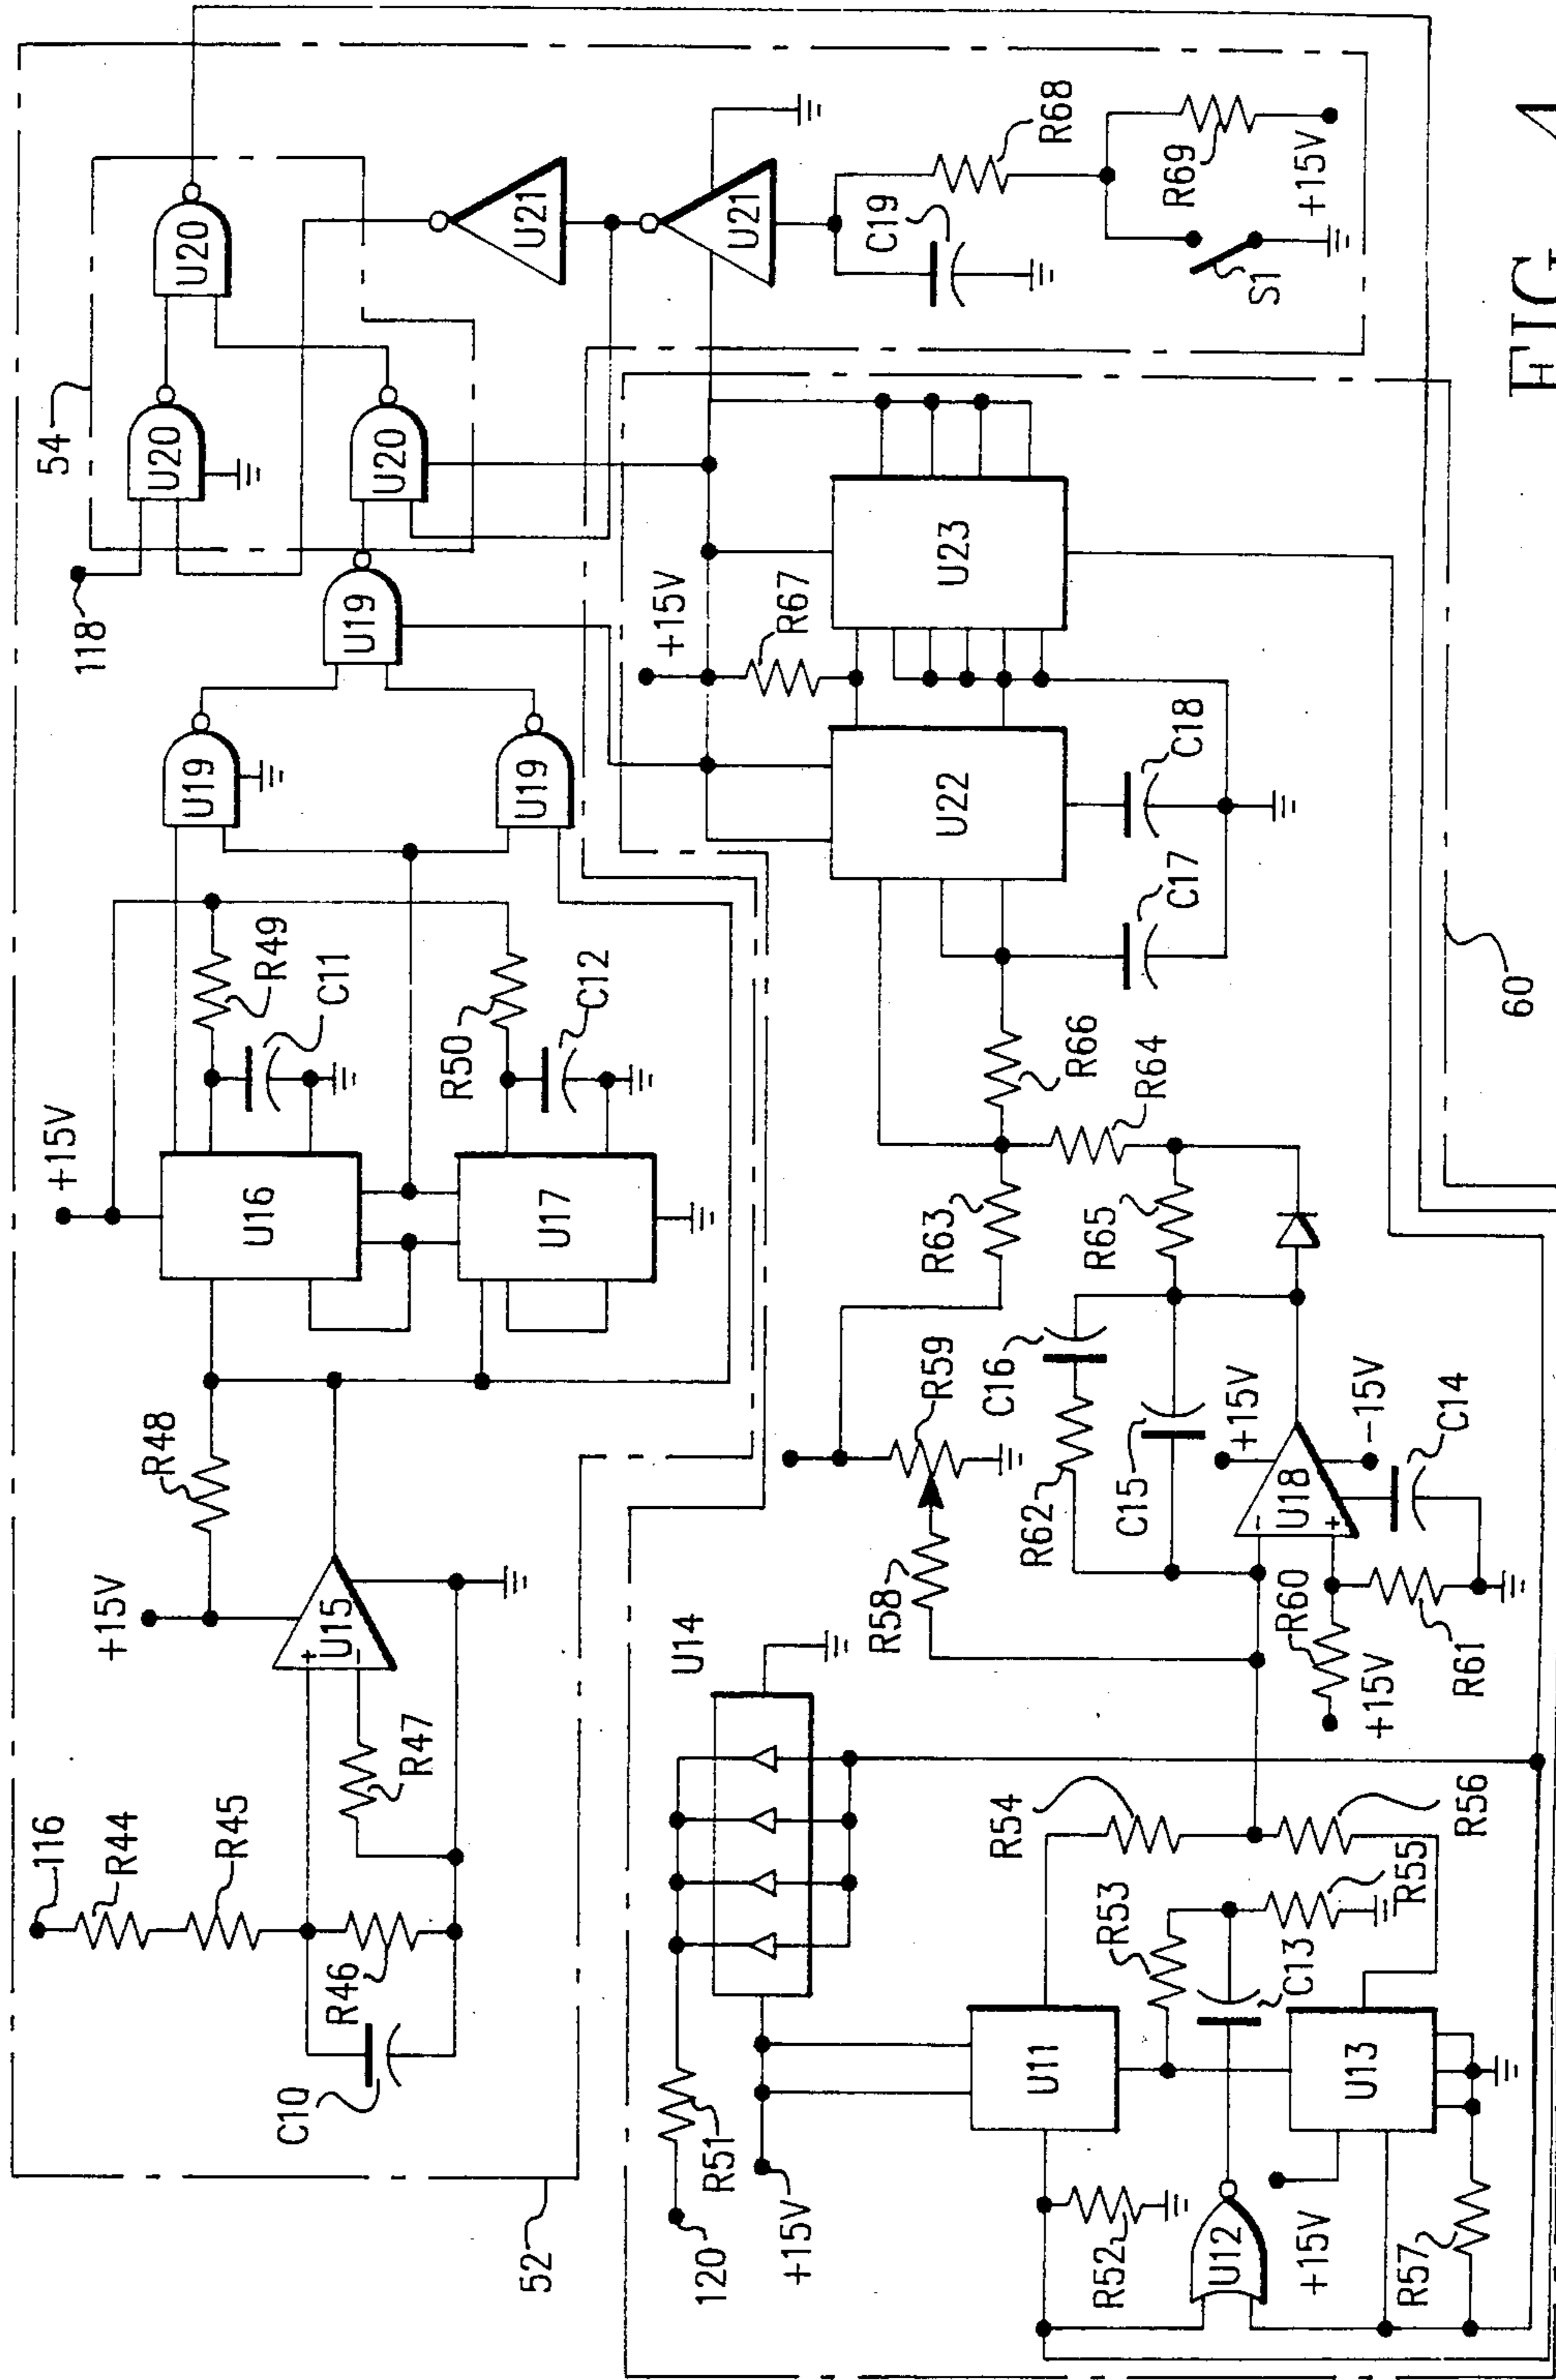 54
118
U20
U20
U20
U19
U19
U19
U21
U21
R68
C19
R69
+15V
S1
+15V
R49
C11
R50
C12
U16
U17
+15V
R48
U15
+
-
R47
116
R44
R45
R46
C10
52
+15V
R67
U23
U22
C18
C17
60
R66
R64
R63
R65
R59
C16
R62
C15
R58
+15V
-15V
U18
-
+
C14
R60
+15V
R61
U14
R54
R56
R53
R55
C13
R51
120
+15V
U11
U13
R52
U12
+15V
R57
FIG. 4